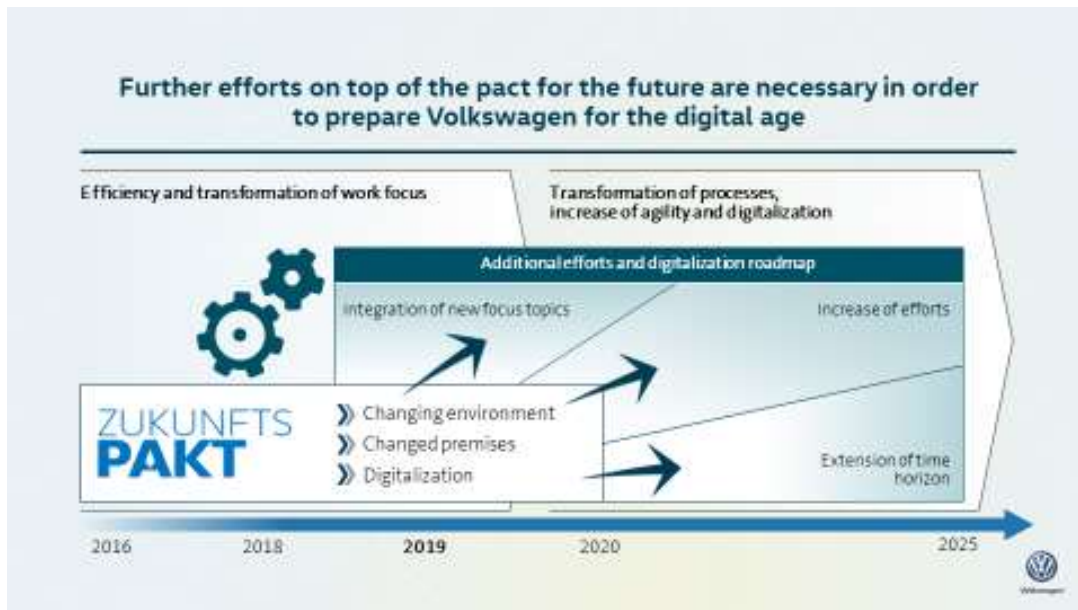 Further efforts on top of the pact for the future are necessary in order
to prepare Volkswagen for the digital age
Efficiency and transformation of work focus
Transformation of processes,
increase of agility and digitalization
Additional efforts and digitalization roadmap
Integration of new focus topics
Increase of efforts
ZUKUNFTS
PAKT
Changing environment
Changed premises
Digitalization
Extension of time
horizon
2016
2018
2019
2020
2025
Volkswagen